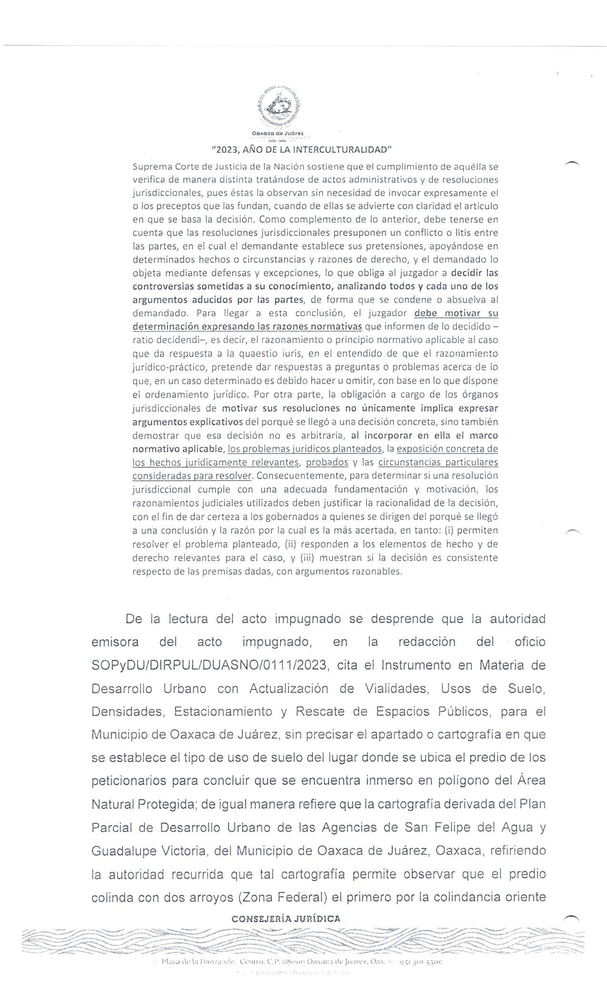 Oaxaca de Juárez
2022 - 2024
"2023, AÑO DE LA INTERCULTURALIDAD"
Suprema Corte de Justicia de la Nación sostiene que el cumplimiento de aquélla se
verifica de manera distinta tratándose de actos administrativos y de resoluciones
jurisdiccionales, pues éstas la observan sin necesidad de invocar expresamente el
o los preceptos que las fundan, cuando de ellas se advierte con claridad el artículo
en que se basa la decisión. Como complemento de lo anterior, debe tenerse en
cuenta que las resoluciones jurisdiccionales presuponen un conflicto o litis entre
las partes, en el cual el demandante establece sus pretensiones, apoyándose en
determinados hechos o circunstancias y razones de derecho, y el demandado lo
objeta mediante defensas y excepciones, lo que obliga al juzgador a decidir las
controversias sometidas a su conocimiento, analizando todos y cada uno de los
argumentos aducidos por las partes, de forma que se condene o absuelva al
demandado. Para llegar a esta conclusión, el juzgador debe motivar su
determinación expresando las razones normativas que informen de lo decidido –
ratio decidendi–, es decir, el razonamiento o principio normativo aplicable al caso
que da respuesta a la quaestio iuris, en el entendido de que el razonamiento
jurídico-práctico, pretende dar respuestas a preguntas o problemas acerca de lo
que, en un caso determinado es debido hacer u omitir, con base en lo que dispone
el ordenamiento jurídico. Por otra parte, la obligación a cargo de los órganos
jurisdiccionales de motivar sus resoluciones no únicamente implica expresar
argumentos explicativos del porqué se llegó a una decisión concreta, sino también
demostrar que esa decisión no es arbitraria, al incorporar en ella el marco
normativo aplicable, los problemas jurídicos planteados, la exposición concreta de
los hechos jurídicamente relevantes, probados y las circunstancias particulares
consideradas para resolver. Consecuentemente, para determinar si una resolución
jurisdiccional cumple con una adecuada fundamentación y motivación, los
razonamientos judiciales utilizados deben justificar la racionalidad de la decisión,
con el fin de dar certeza a los gobernados a quienes se dirigen del porqué se llegó
a una conclusión y la razón por la cual es la más acertada, en tanto: (i) permiten
resolver el problema planteado, (ii) responden a los elementos de hecho y de
derecho relevantes para el caso, y (iii) muestran si la decisión es consistente
respecto de las premisas dadas, con argumentos razonables.
De la lectura del acto impugnado se desprende que la autoridad
emisora del acto impugnado, en la redacción del oficio
SOPyDU/DIRPUL/DUASNO/0111/2023, cita el Instrumento en Materia de
Desarrollo Urbano con Actualización de Vialidades, Usos de Suelo,
Densidades, Estacionamiento y Rescate de Espacios Públicos, para el
Municipio de Oaxaca de Juárez, sin precisar el apartado o cartografía en que
se establece el tipo de uso de suelo del lugar donde se ubica el predio de los
peticionarios para concluir que se encuentra inmerso en polígono del Área
Natural Protegida; de igual manera refiere que la cartografía derivada del Plan
Parcial de Desarrollo Urbano de las Agencias de San Felipe del Agua y
Guadalupe Victoria, del Municipio de Oaxaca de Juárez, Oaxaca, refiriendo
la autoridad recurrida que tal cartografía permite observar que el predio
colinda con dos arroyos (Zona Federal) el primero por la colindancia oriente
CONSEJERÍA JURÍDICA
Plaza de la Danza s/n, Centro, C.P. 68000 Oaxaca de Juárez, Oax. 951 501 5500